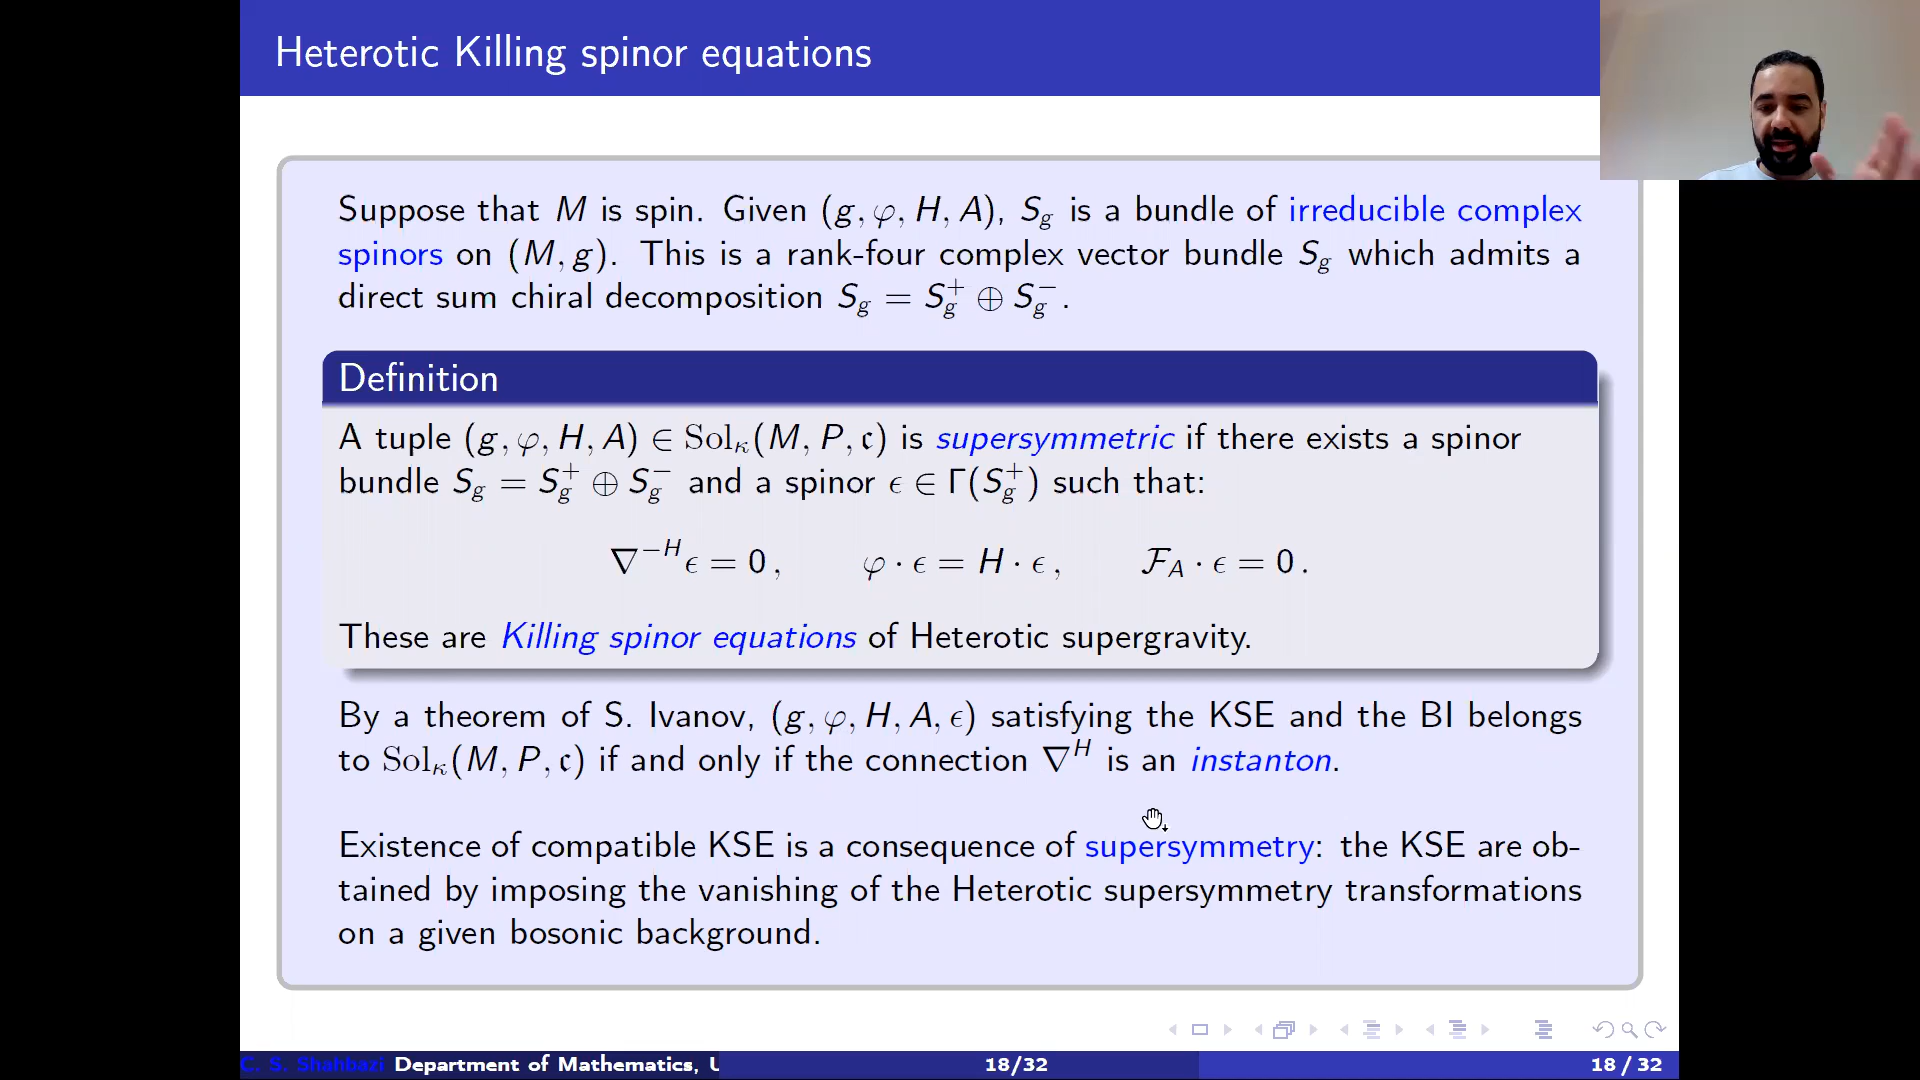 Heterotic Killing spinor equations
Suppose that M is spin. Given (g, φ, H, A), S_g is a bundle of irreducible complex
spinors on (M, g). This is a rank-four complex vector bundle S_g which admits a
direct sum chiral decomposition S_g = S_g^+ ⊕ S_g^-.
Definition
A tuple (g, φ, H, A) ∈ Sol_κ(M, P, 𝔠) is supersymmetric if there exists a spinor
bundle S_g = S_g^+ ⊕ S_g^- and a spinor ϵ ∈ Γ(S_g^+) such that:
∇^{-H}ϵ = 0, φ · ϵ = H · ϵ, ℱ_A · ϵ = 0.
These are Killing spinor equations of Heterotic supergravity.
By a theorem of S. Ivanov, (g, φ, H, A, ϵ) satisfying the KSE and the BI belongs
to Sol_κ(M, P, 𝔠) if and only if the connection ∇^H is an instanton.
Existence of compatible KSE is a consequence of supersymmetry: the KSE are ob-
tained by imposing the vanishing of the Heterotic supersymmetry transformations
on a given bosonic background.
C. S. Shahbazi Department of Mathematics, U 18/32 18 / 32